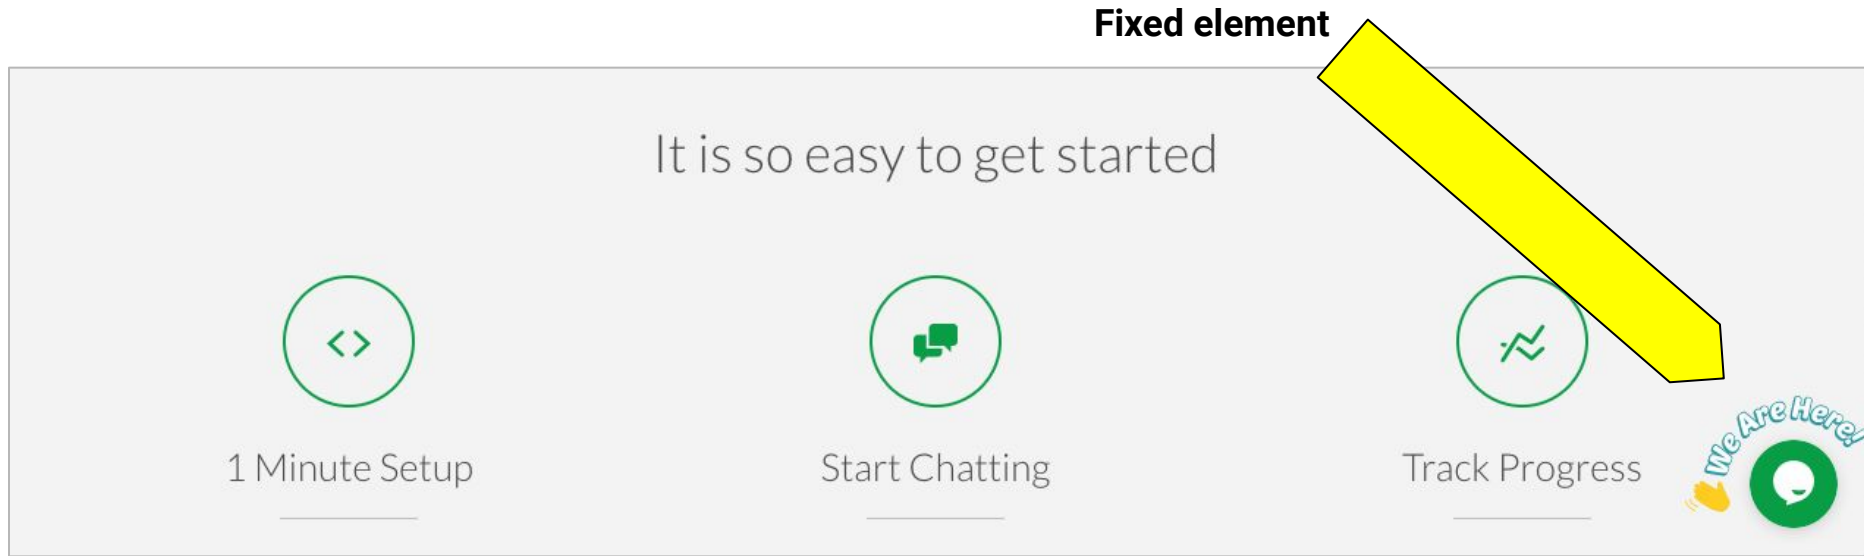 Fixed element
It is so easy to get started
1 Minute Setup
Start Chatting
Track Progress
We Are Here!